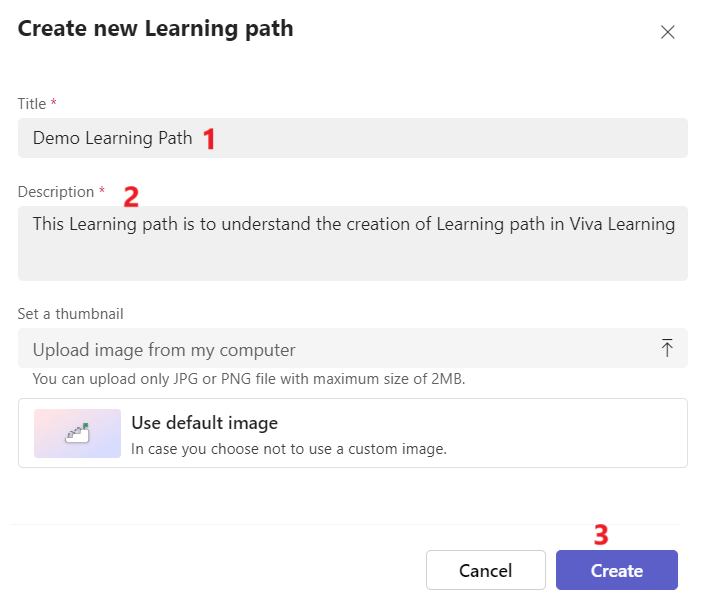 Create new Learning path
Title *
Demo Learning Path 1
Description * 2
This Learning path is to understand the creation of Learning path in Viva Learning
Set a thumbnail
Upload image from my computer
You can upload only JPG or PNG file with maximum size of 2MB.
Use default image
In case you choose not to use a custom image.
3
Cancel Create